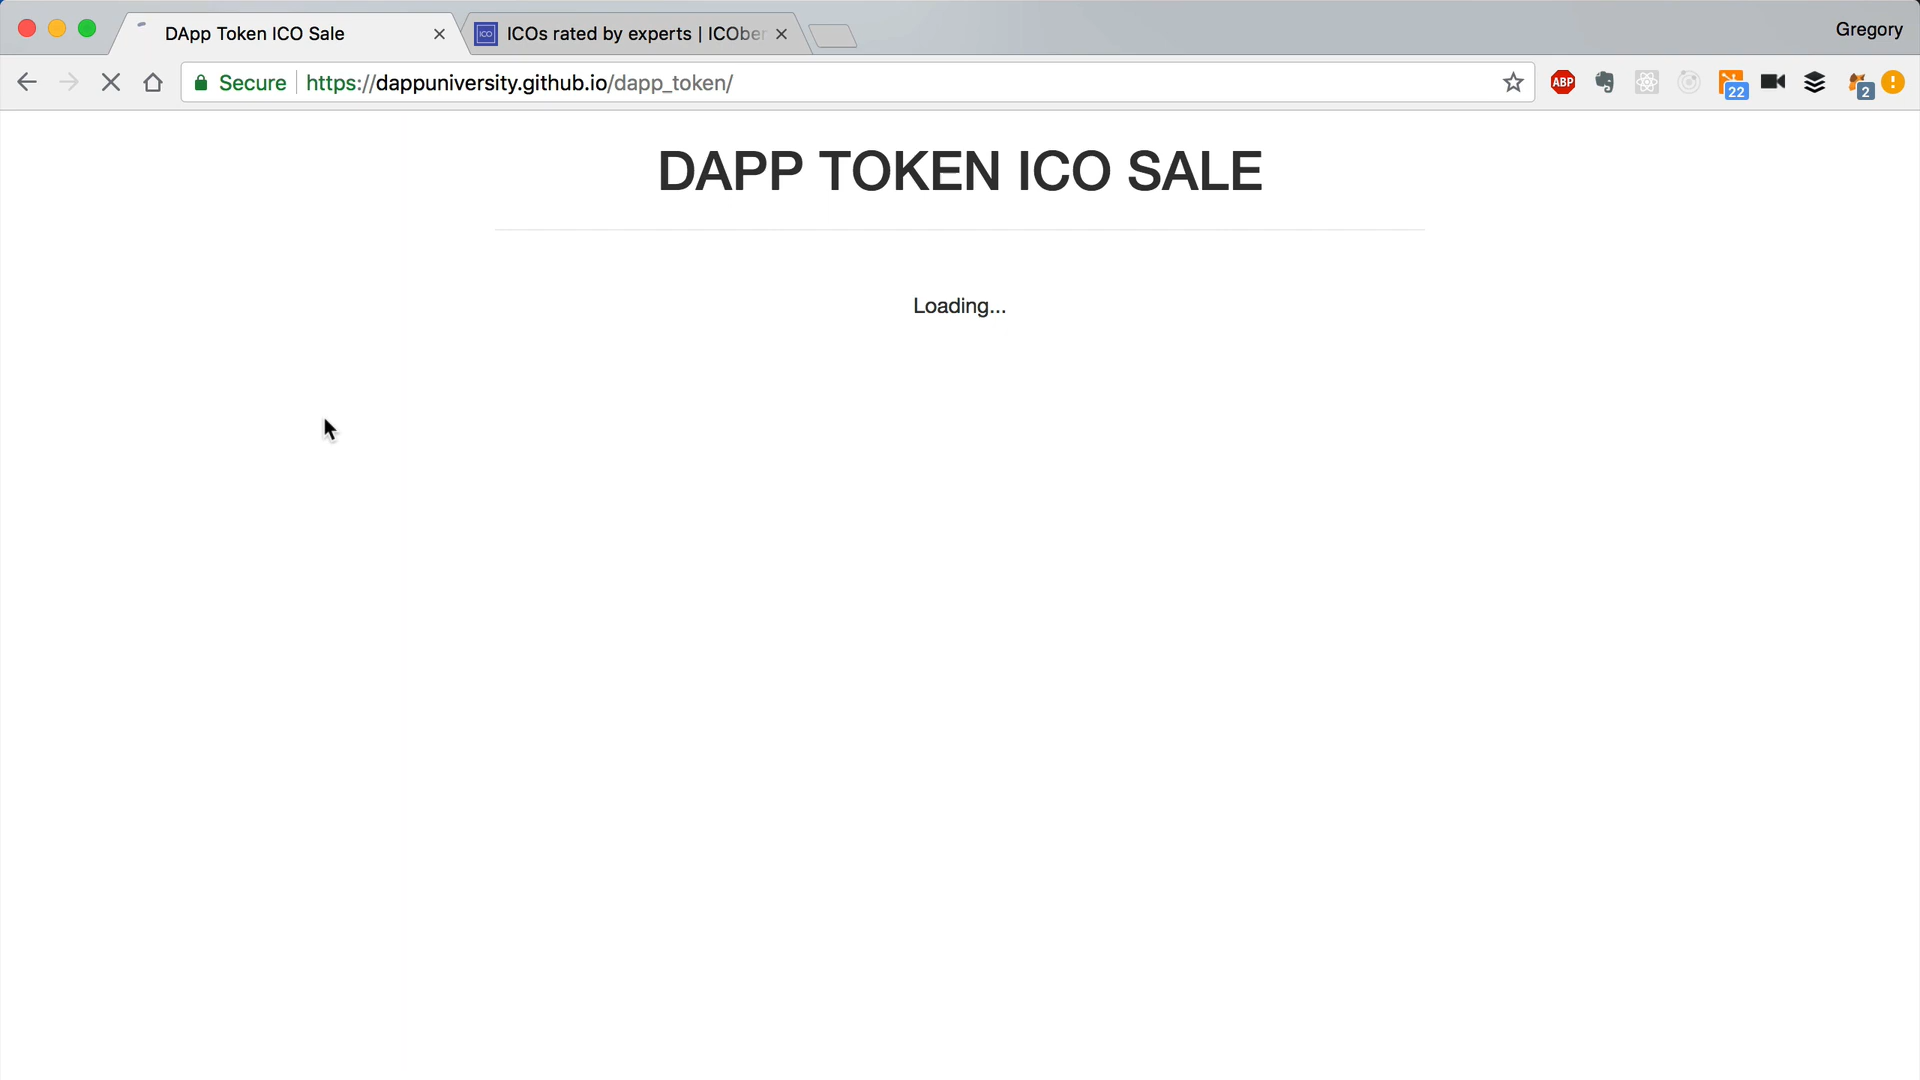 DApp Token ICO Sale
ICO
ICOs rated by experts | ICOber
Gregory
Secure
https://dappuniversity.github.io/dapp_token/
ABP
22
2
DAPP TOKEN ICO SALE
Loading...